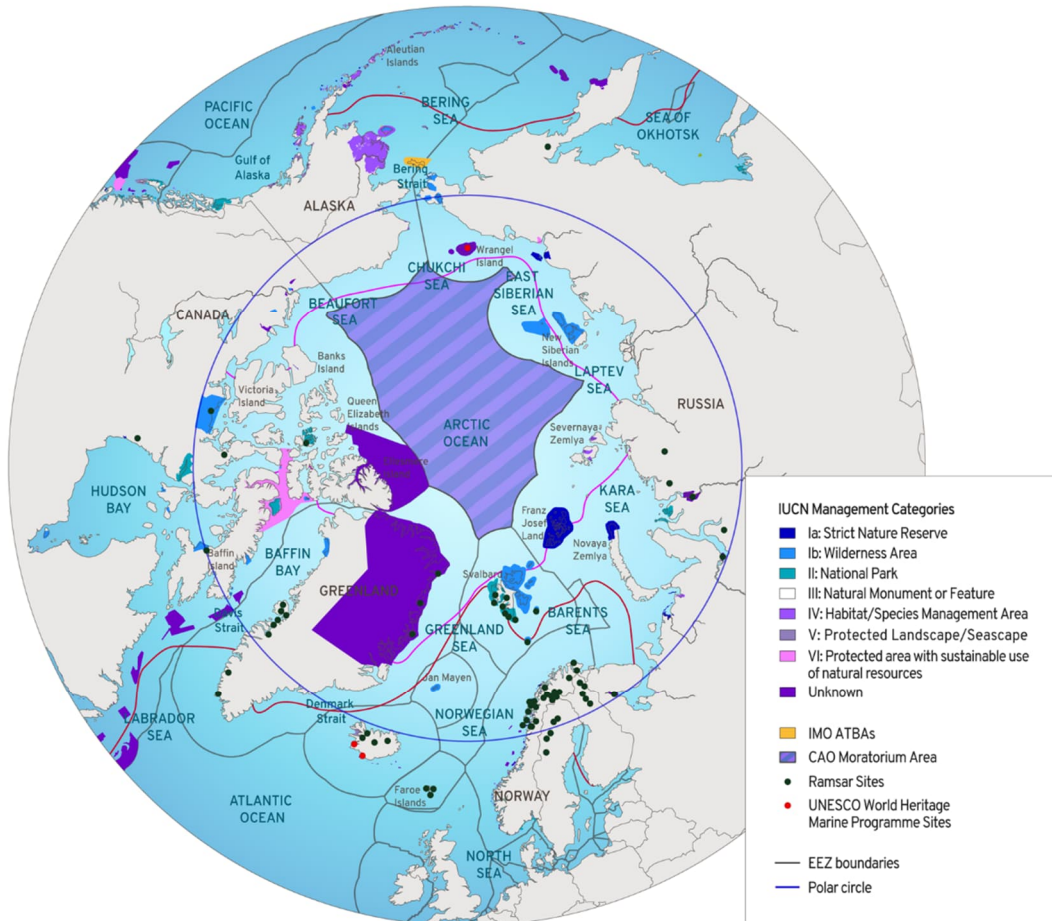 Aleutian
Islands
PACIFIC
OCEAN
BERING
SEA
SEA OF
OKHOTSK
Gulf of
Alaska
Bering
Strait
ALASKA
Wrangel
Island
CHUKCHI
SEA
EAST
SIBERIAN
SEA
BEAUFORT
SEA
CANADA
New
Siberian
Islands
Banks
Island
LAPTEV
SEA
Victoria
Island
Queen
Elizabeth
Islands
RUSSIA
ARCTIC
OCEAN
Severnaya
Zemlya
HUDSON
BAY
KARA
SEA
Franz
Josef
Land
Novaya
Zemlya
Baffin
Island
BAFFIN
BAY
Svalbard
GREENLAND
Davis
Strait
GREENLAND
SEA
BARENTS
SEA
Jan Mayen
Denmark
Strait
NORWEGIAN
SEA
LABRADOR
SEA
Faroe
Islands
NORWAY
ATLANTIC
OCEAN
NORTH
SEA
IUCN Management Categories
Ia: Strict Nature Reserve
Ib: Wilderness Area
II: National Park
III: Natural Monument or Feature
IV: Habitat/Species Management Area
V: Protected Landscape/Seascape
VI: Protected area with sustainable use
of natural resources
Unknown
IMO ATBAs
CAO Moratorium Area
Ramsar Sites
UNESCO World Heritage
Marine Programme Sites
EEZ boundaries
Polar circle